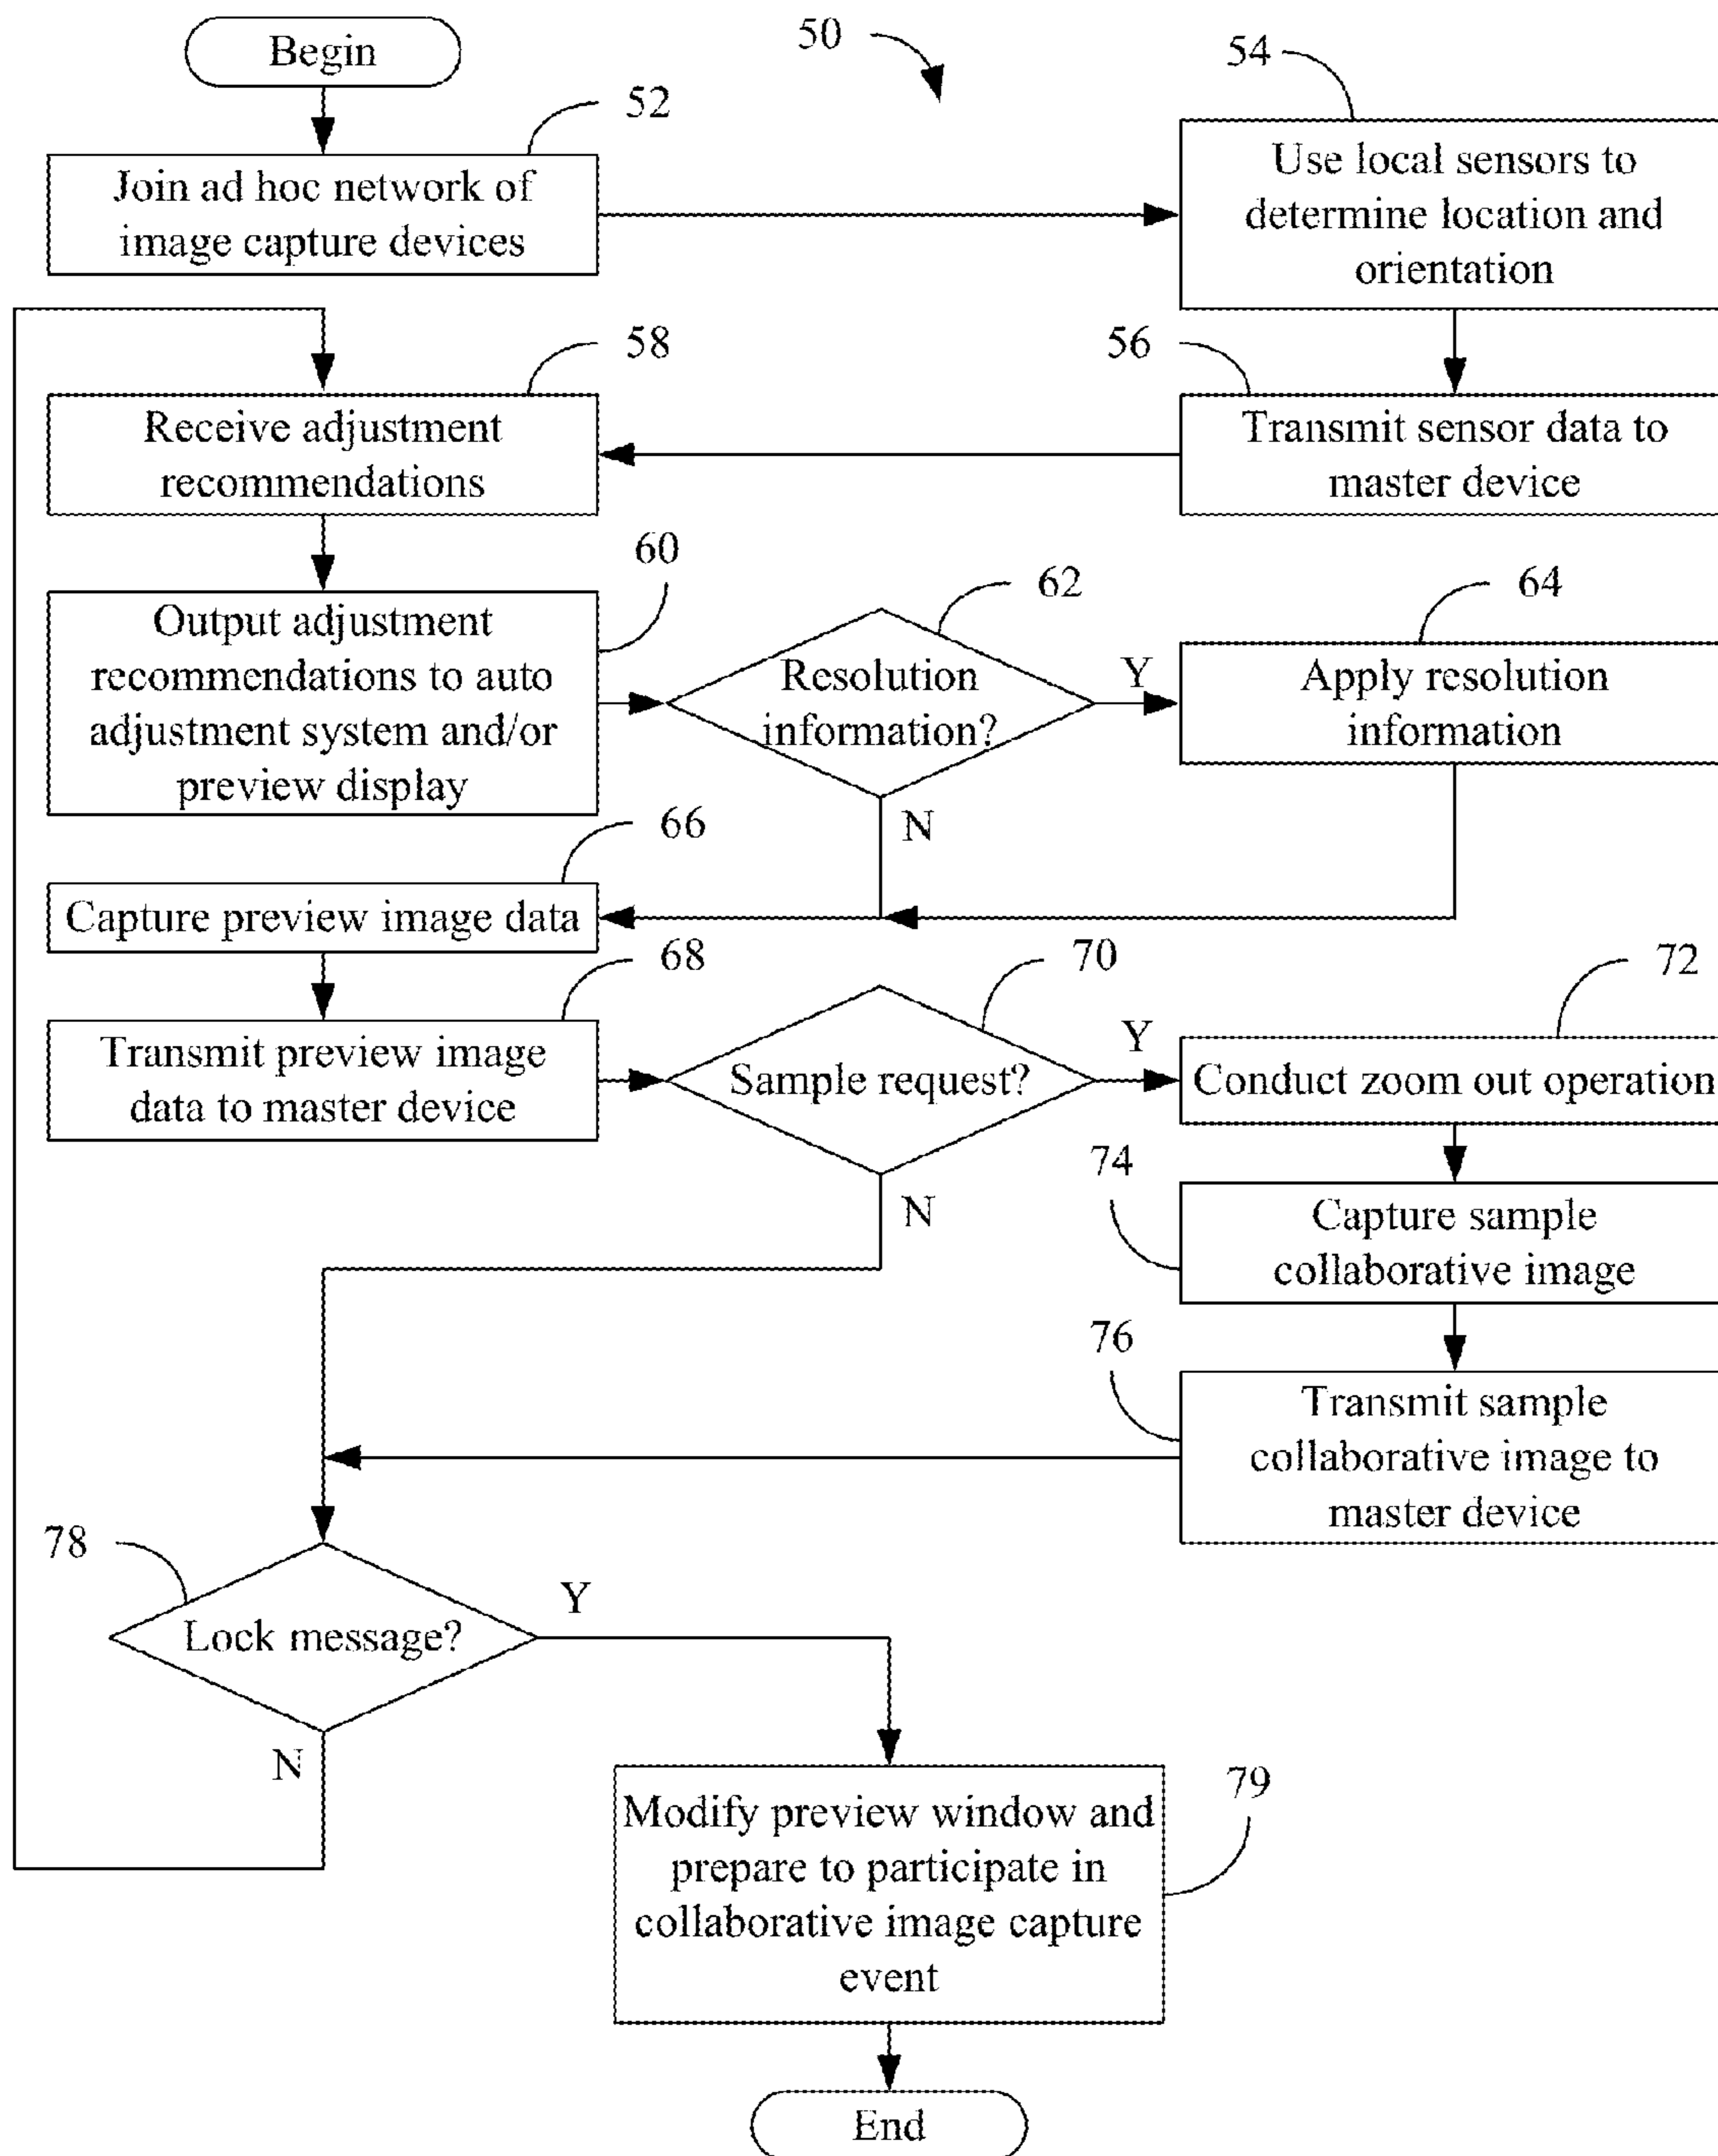 Begin
50
54
52
Join ad hoc network of
image capture devices
Use local sensors to
determine location and
orientation
58
56
Receive adjustment
recommendations
Transmit sensor data to
master device
60
62
64
Output adjustment
recommendations to auto
adjustment system and/or
preview display
Resolution
information?
Y
Apply resolution
information
N
66
Capture preview image data
68
70
72
Transmit preview image
data to master device
Sample request?
Y
Conduct zoom out operation
N
74
Capture sample
collaborative image
76
Transmit sample
collaborative image to
master device
78
Lock message?
Y
N
79
Modify preview window and
prepare to participate in
collaborative image capture
event
End